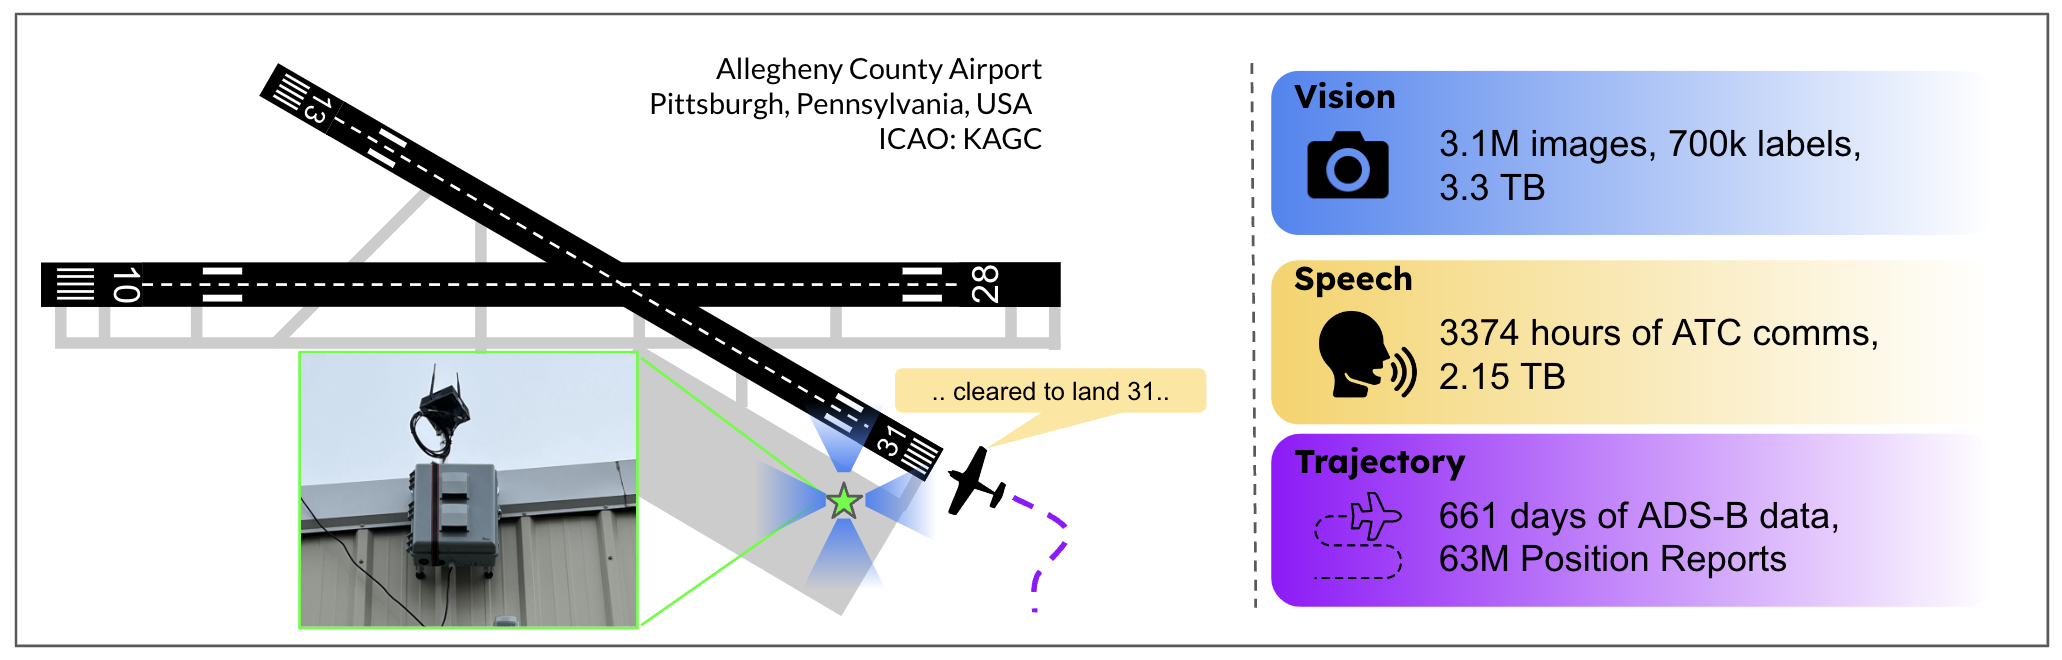 Allegheny County Airport
Pittsburgh, Pennsylvania, USA
ICAO: KAGC
13
10
28
31
.. cleared to land 31..
Vision
3.1M images, 700k labels,
3.3 TB
Speech
3374 hours of ATC comms,
2.15 TB
Trajectory
661 days of ADS-B data,
63M Position Reports